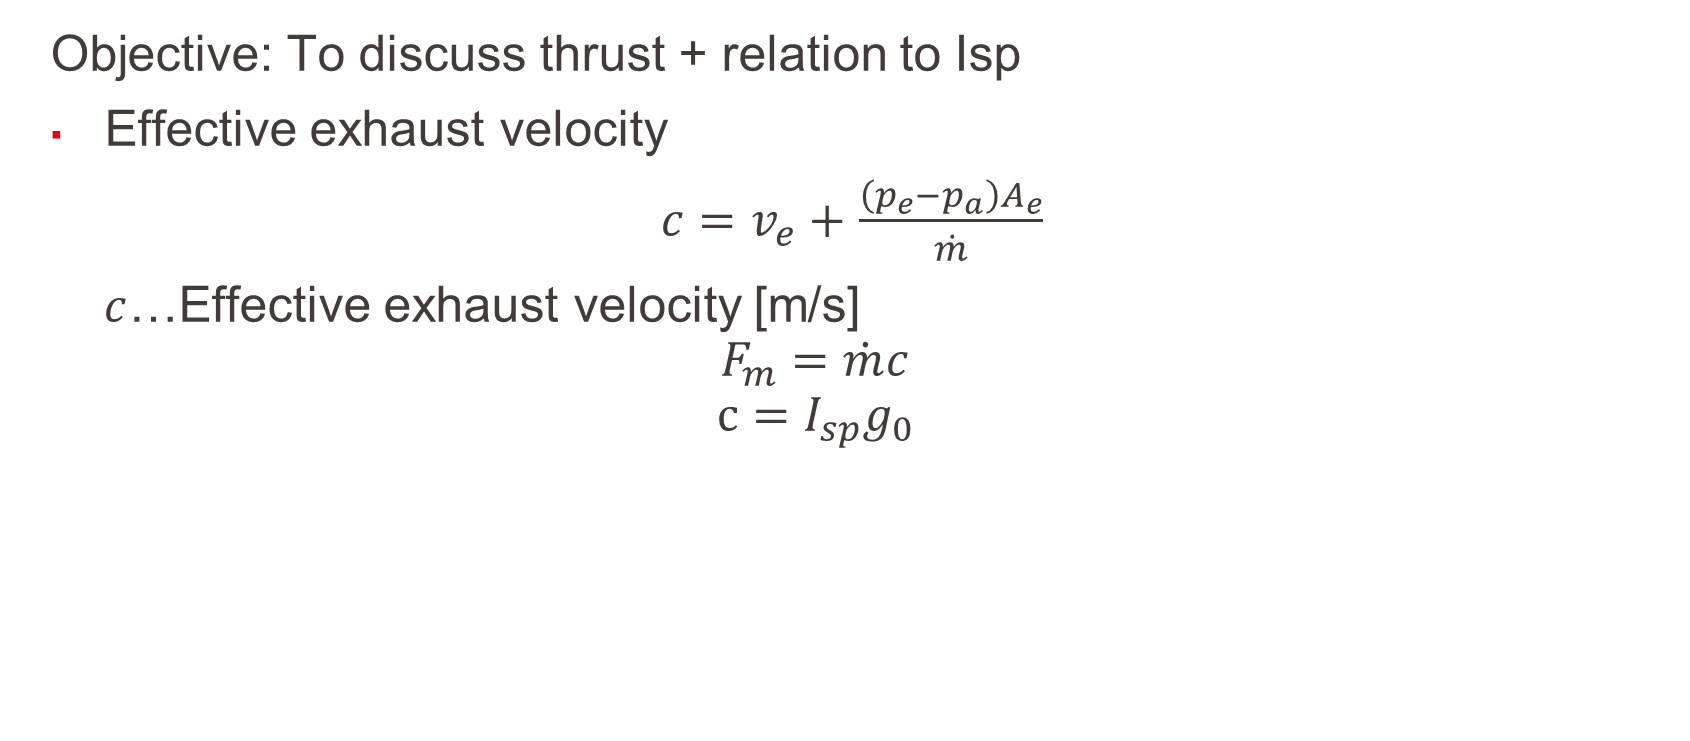 Objective: To discuss thrust + relation to Isp
▪ Effective exhaust velocity
c = v_e + (p_e−p_a)A_e / ṁ
c…Effective exhaust velocity [m/s]
F_m = ṁc
c = I_sp g_0